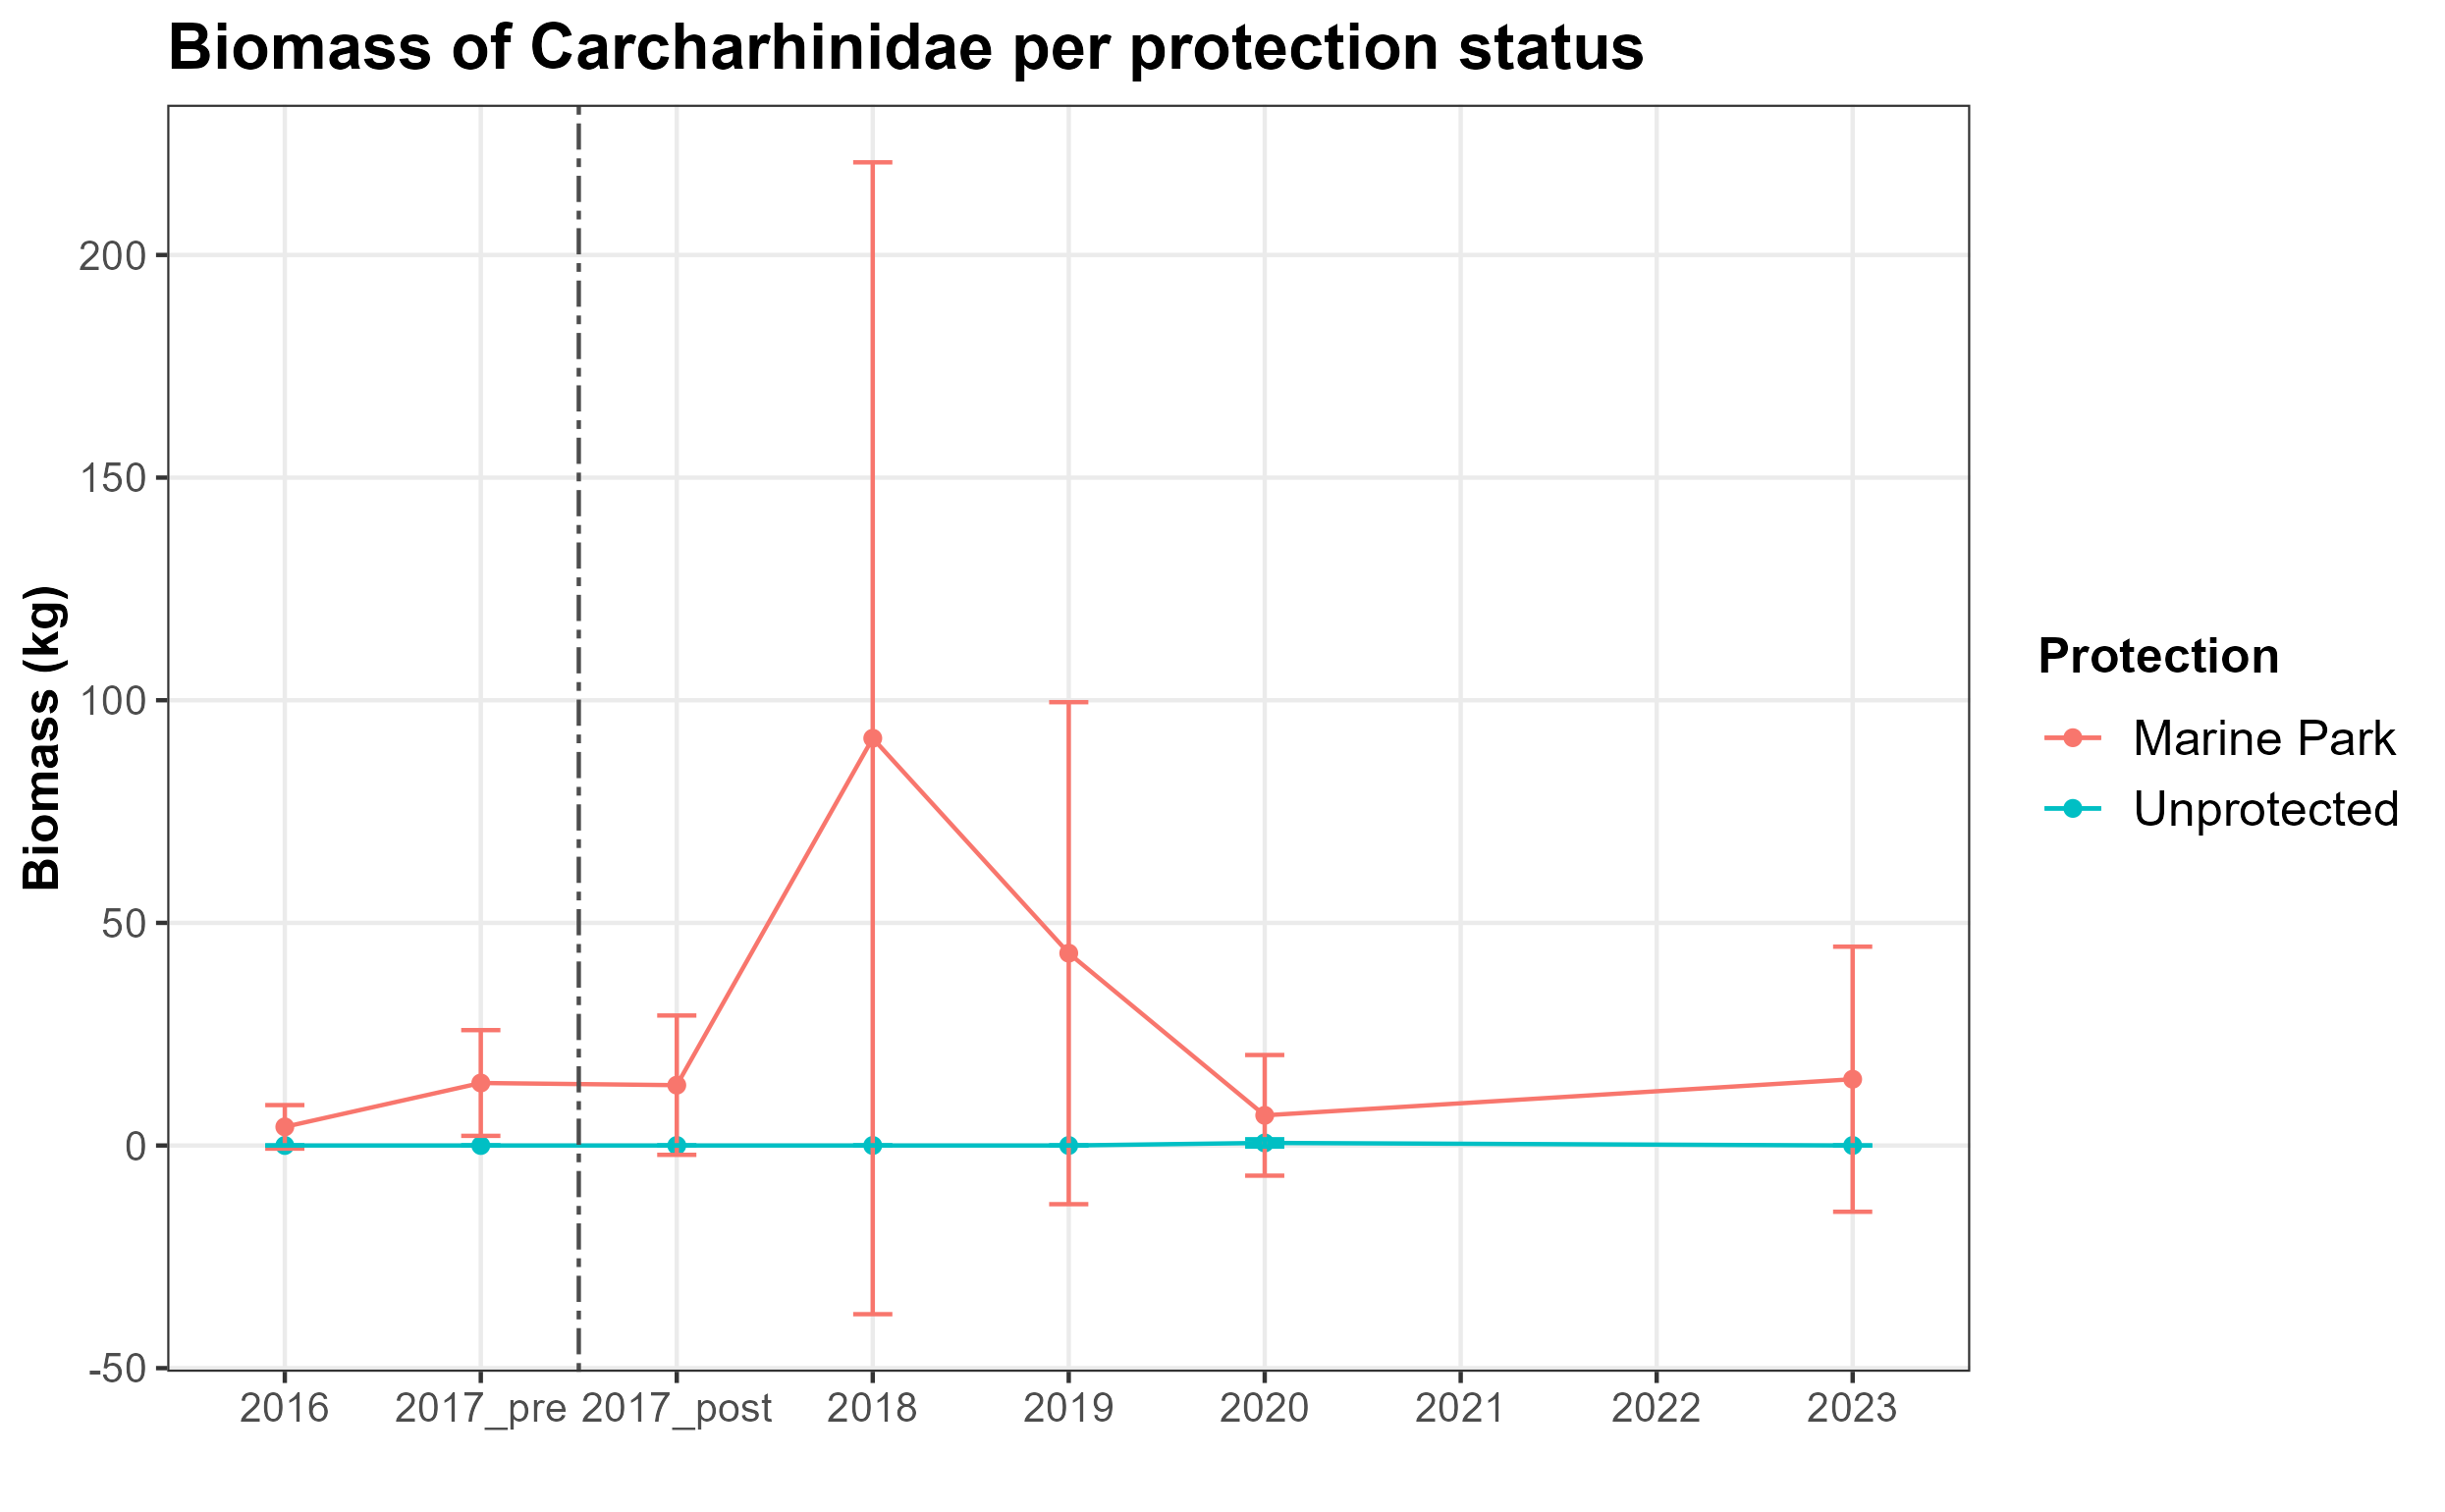 Biomass of Carcharhinidae per protection status
Biomass (kg)
200
150
100
50
0
-50
2016
2017_pre
2017_post
2018
2019
2020
2021
2022
2023
Protection
Marine Park
Unprotected